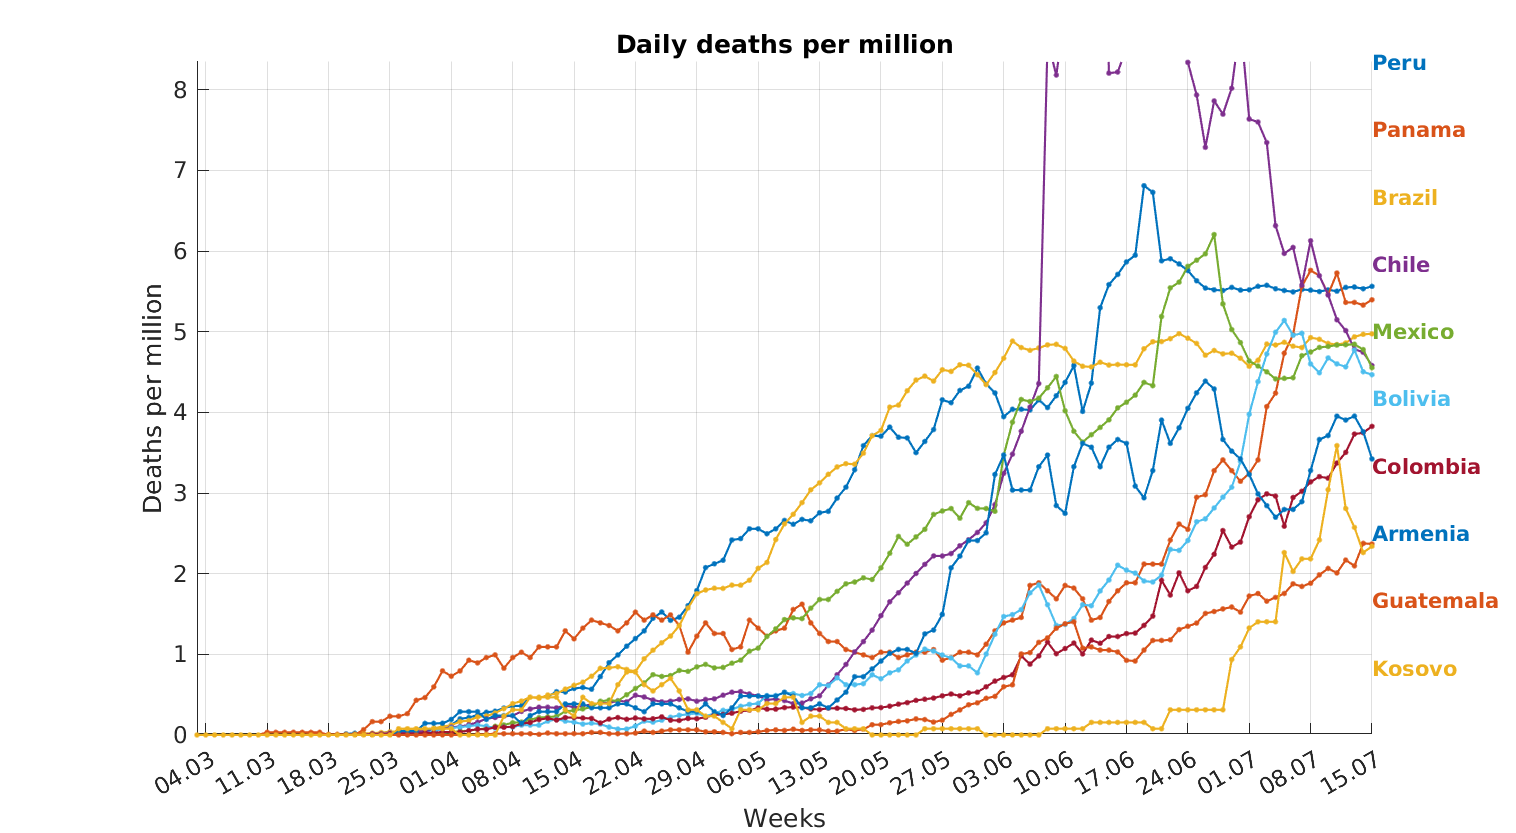 Daily deaths per million
Deaths per million
8
7
6
5
4
3
2
1
0
04.03
11.03
18.03
25.03
01.04
08.04
15.04
22.04
29.04
06.05
13.05
20.05
27.05
03.06
10.06
17.06
24.06
01.07
08.07
15.07
Weeks
Peru
Panama
Brazil
Chile
Mexico
Bolivia
Colombia
Armenia
Guatemala
Kosovo